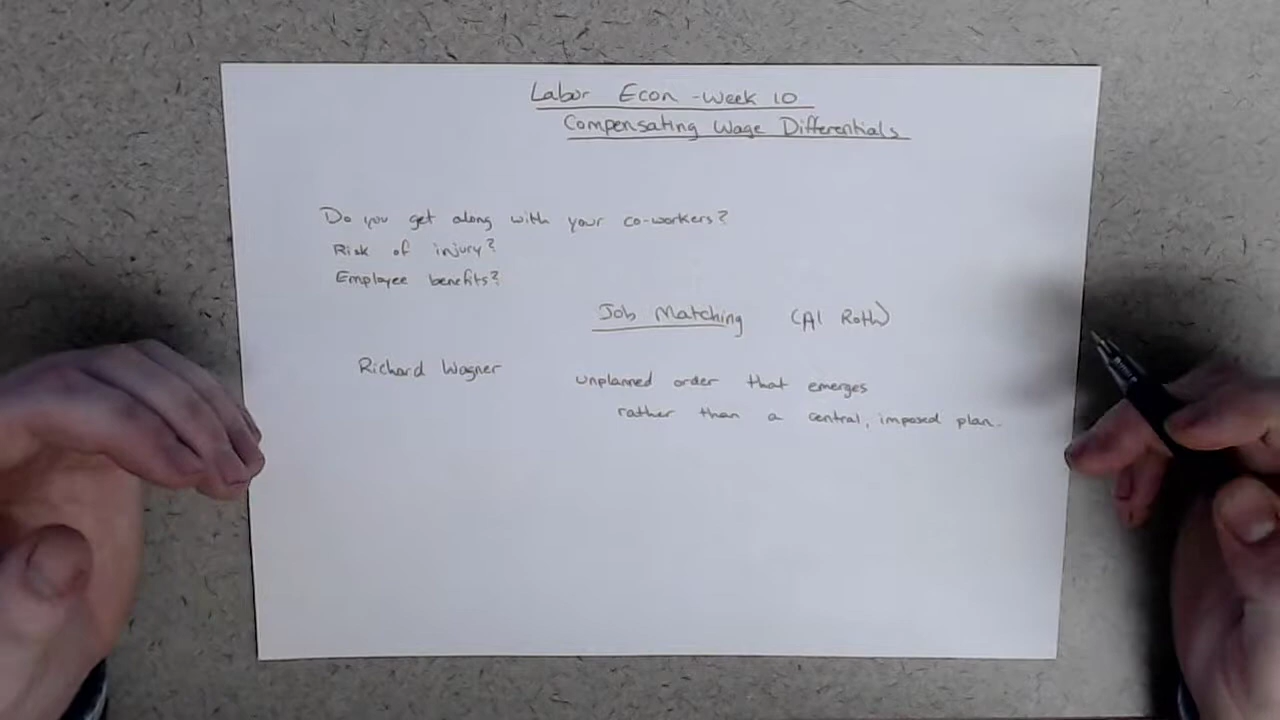 Labor Econ - Week 10
Compensating Wage Differentials
Do you get along with your co-workers?
Risk of injury?
Employee benefits?
Job Matching (Al Roth)
Richard Wagner
unplanned order that emerges
rather than a central, imposed plan.